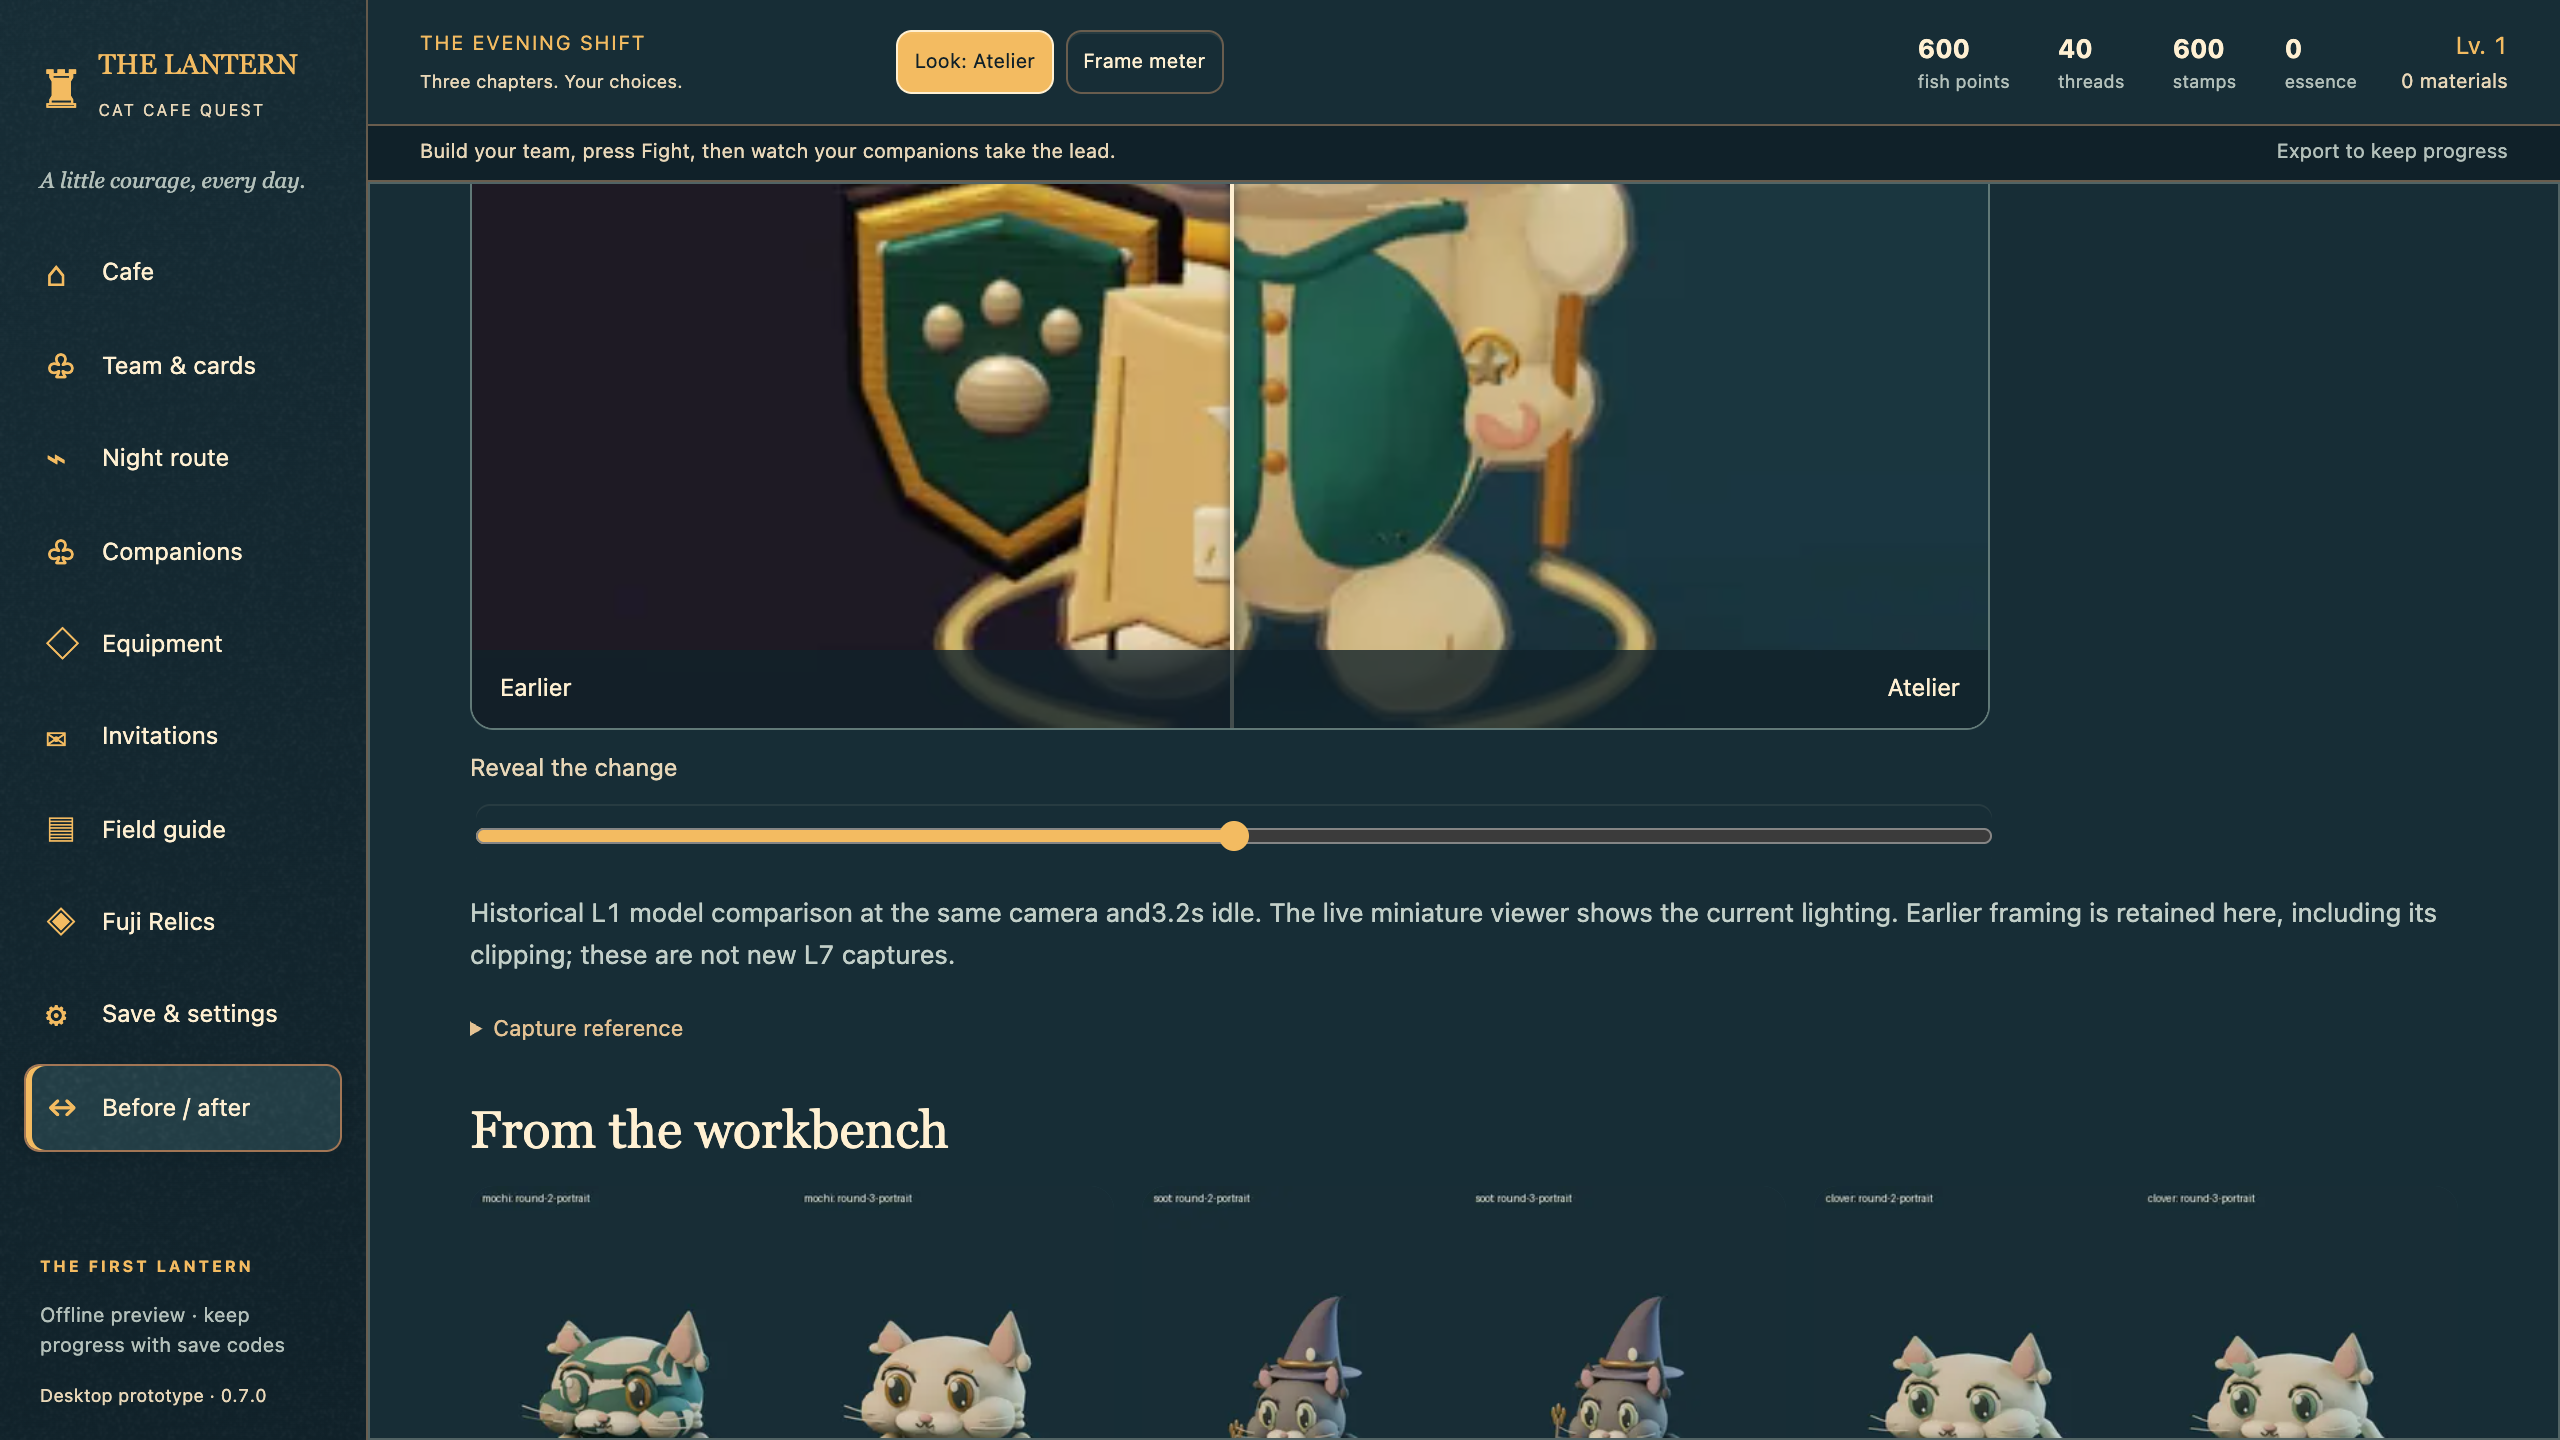 THE LANTERN
CAT CAFE QUEST
A little courage, every day.
Cafe
Team & cards
Night route
Companions
Equipment
Invitations
Field guide
Fuji Relics
Save & settings
Before / after
THE FIRST LANTERN
Offline preview · keep
progress with save codes
Desktop prototype · 0.7.0
THE EVENING SHIFT
Three chapters. Your choices.
Look: Atelier
Frame meter
600
fish points
40
threads
600
stamps
0
essence
Lv. 1
0 materials
Build your team, press Fight, then watch your companions take the lead.
Export to keep progress
Earlier
Atelier
Reveal the change
Historical L1 model comparison at the same camera and3.2s idle. The live miniature viewer shows the current lighting. Earlier framing is retained here, including its
clipping; these are not new L7 captures.
Capture reference
From the workbench
mochi: round-2-portrait
mochi: round-3-portrait
soot: round-2-portrait
soot: round-3-portrait
clover: round-2-portrait
clover: round-3-portrait